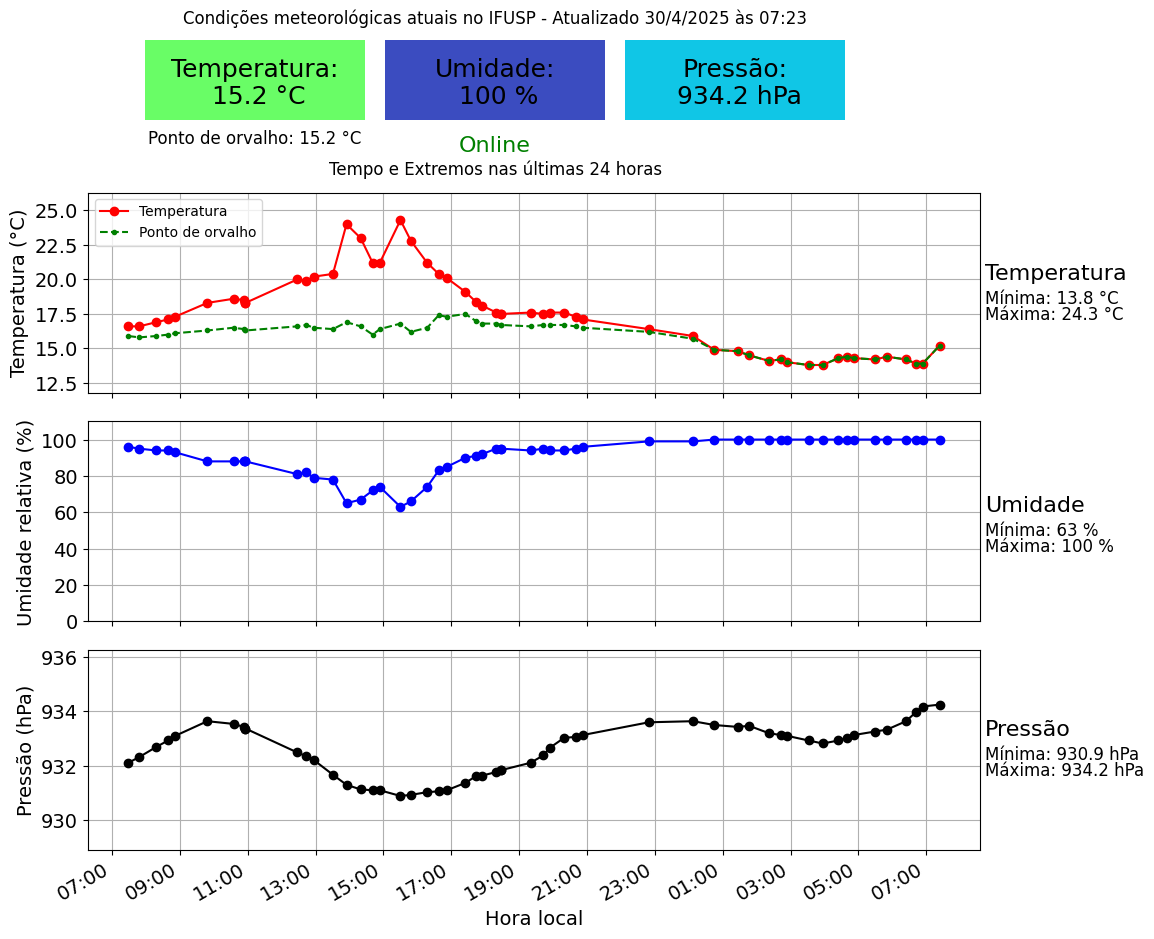 Condições meteorológicas atuais no IFUSP - Atualizado 30/4/2025 às 07:23
Temperatura:
15.2 °C
Umidade:
100 %
Pressão:
934.2 hPa
Ponto de orvalho: 15.2 °C
Online
Tempo e Extremos nas últimas 24 horas
Temperatura (°C)
25.0
22.5
20.0
17.5
15.0
12.5
Temperatura
Ponto de orvalho
Temperatura
Mínima: 13.8 °C
Máxima: 24.3 °C
Umidade relativa (%)
100
80
60
40
20
0
Umidade
Mínima: 63 %
Máxima: 100 %
Pressão (hPa)
936
934
932
930
Pressão
Mínima: 930.9 hPa
Máxima: 934.2 hPa
07:00
09:00
11:00
13:00
15:00
17:00
19:00
21:00
23:00
01:00
03:00
05:00
07:00
Hora local